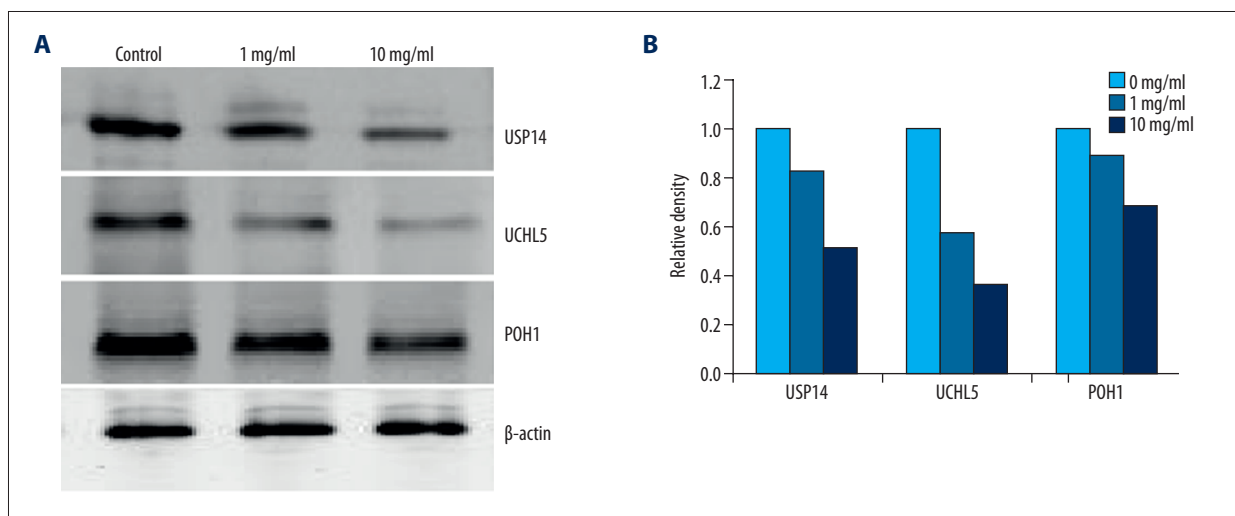 A
Control 1 mg/ml 10 mg/ml
USP14
UCHL5
POH1
β-actin
B
Relative density
1.2
1.0
0.8
0.6
0.4
0.2
0.0
USP14 UCHL5 POH1
0 mg/ml
1 mg/ml
10 mg/ml